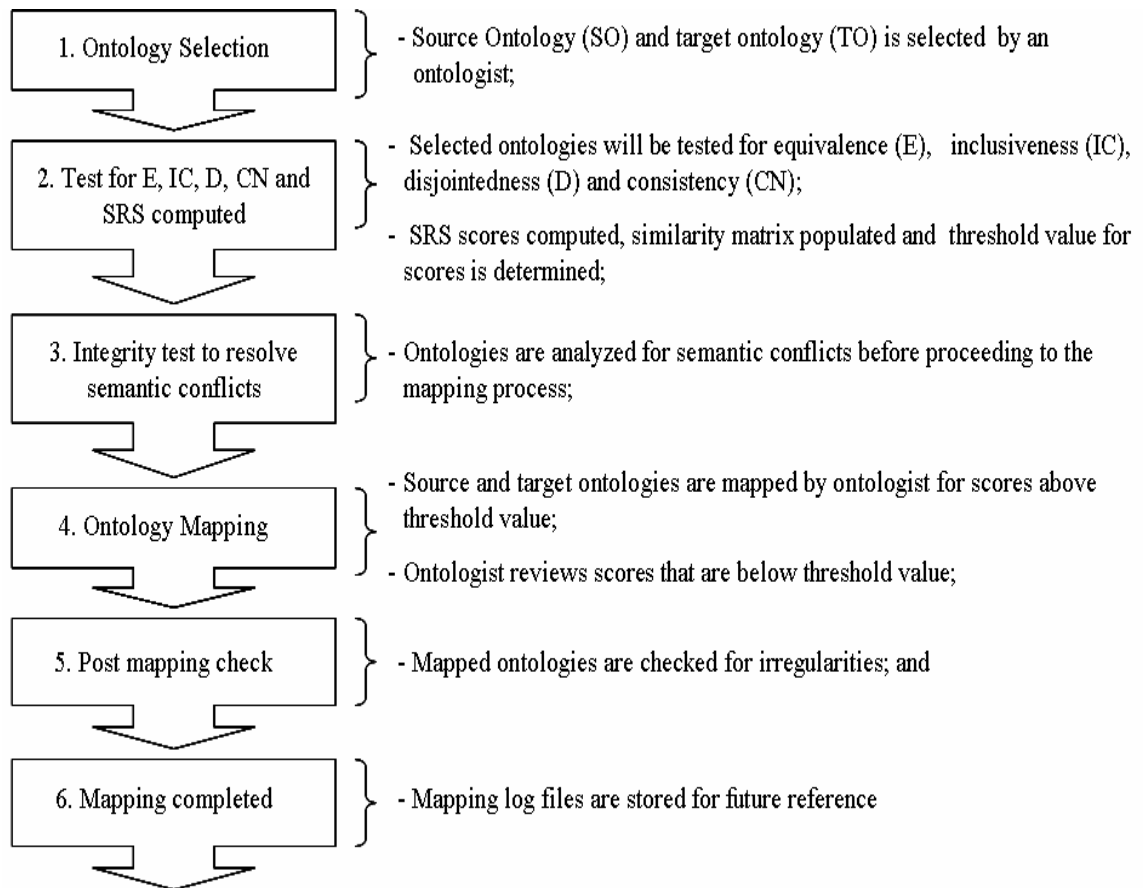 1. Ontology Selection
- Source Ontology (SO) and target ontology (TO) is selected by an
ontologist;
2. Test for E, IC, D, CN and
SRS computed
- Selected ontologies will be tested for equivalence (E), inclusiveness (IC),
disjointedness (D) and consistency (CN);
- SRS scores computed, similarity matrix populated and threshold value for
scores is determined;
3. Integrity test to resolve
semantic conflicts
- Ontologies are analyzed for semantic conflicts before proceeding to the
mapping process;
4. Ontology Mapping
- Source and target ontologies are mapped by ontologist for scores above
threshold value;
- Ontologist reviews scores that are below threshold value;
5. Post mapping check
- Mapped ontologies are checked for irregularities; and
6. Mapping completed
- Mapping log files are stored for future reference